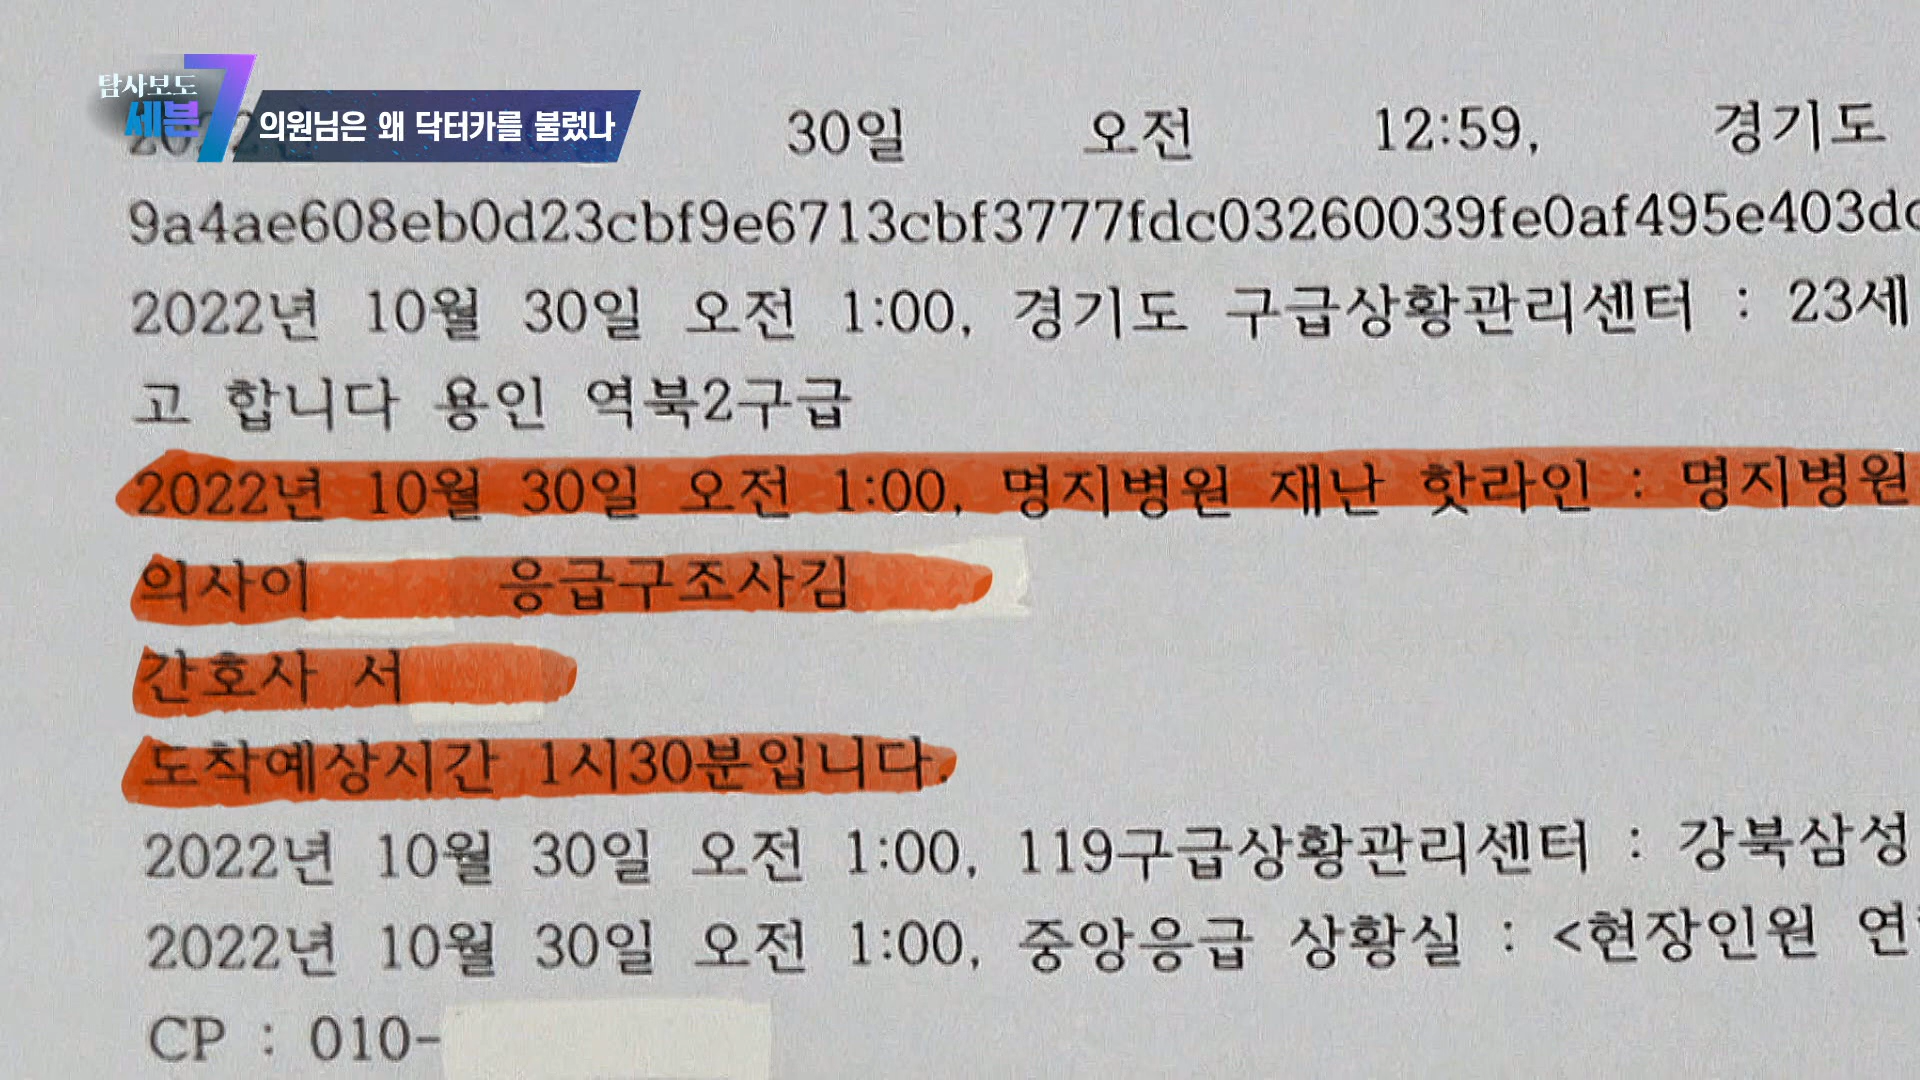 탐사보도
세븐
7
의원님은 왜 닥터카를 불렀나
30일 오전 12:59, 경기도
9a4ae608eb0d23cbf9e6713cbf3777fdc03260039fe0af495e403dc
2022년 10월 30일 오전 1:00, 경기도 구급상황관리센터 : 23세
고 합니다 용인 역북2구급
2022년 10월 30일 오전 1:00, 명지병원 재난 핫라인 : 명지병원
의사이 응급구조사김
간호사 서
도착예상시간 1시30분입니다.
2022년 10월 30일 오전 1:00, 119구급상황관리센터 : 강북삼성
2022년 10월 30일 오전 1:00, 중앙응급 상황실 : <현장인원
CP : 010-